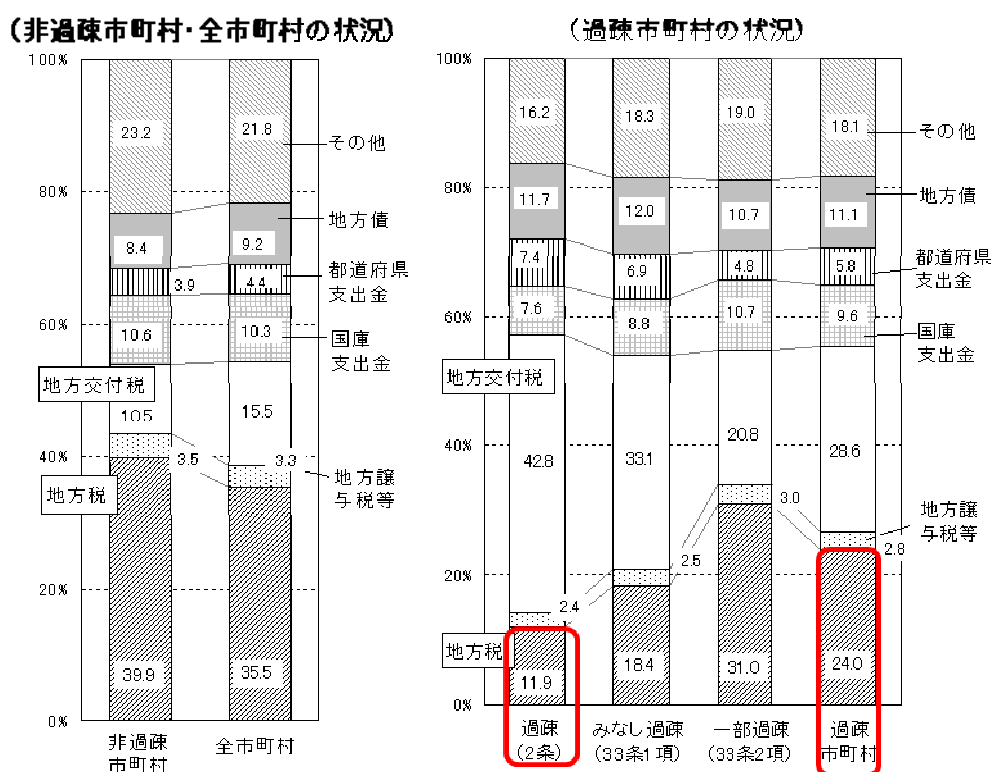 (非過疎市町村・全市町村の状況)
100%
80%
60%
40%
20%
0%
23.2
21.8
その他
8.4
9.2
地方債
3.9
4.4
都道府県
支出金
10.6
10.3
国庫
支出金
地方交付税
10.5
15.5
3.5
3.3
地方譲
与税等
地方税
39.9
35.5
非過疎
市町村
全市町村
(過疎市町村の状況)
100%
80%
60%
40%
20%
0%
16.2
18.3
19.0
18.1
その他
11.7
12.0
10.7
11.1
地方債
7.4
6.9
4.8
5.8
都道府県
支出金
7.6
8.8
10.7
9.6
国庫
支出金
地方交付税
42.8
33.1
20.8
28.6
2.4
2.5
3.0
2.8
地方譲
与税等
地方税
11.9
18.4
31.0
24.0
過疎
(2条)
みなし過疎
(33条1項)
一部過疎
(33条2項)
過疎
市町村